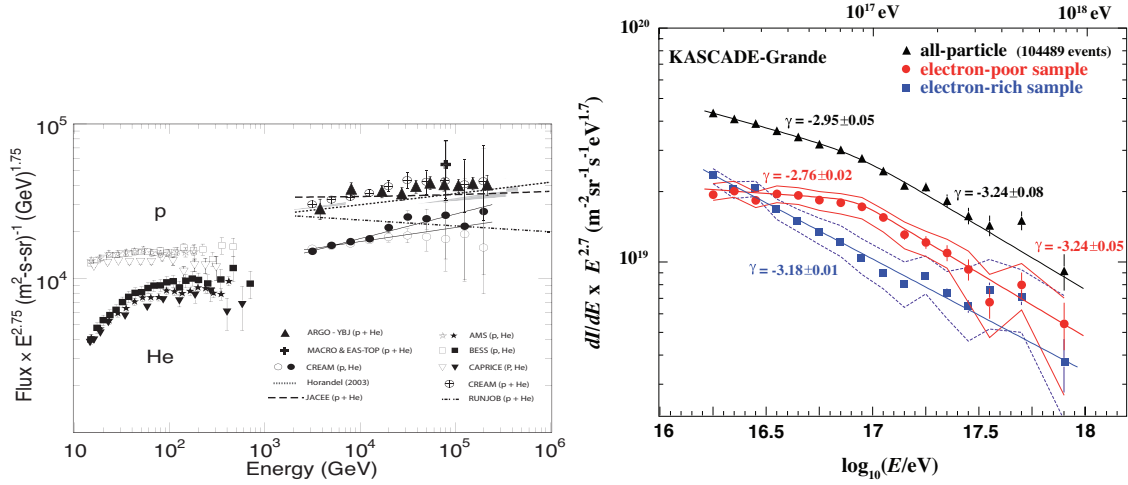 Flux × E^2.75 (m²-s-sr)^-1 (GeV)^1.75
10^5
10^4
p
He
ARGO - YBJ (p + He)
MACRO & EAS-TOP (p + He)
CREAM (p, He)
Horandel (2003)
JACEE (p + He)
AMS (p, He)
BESS (p, He)
CAPRICE (P, He)
CREAM (p + He)
RUNJOB (p + He)
10 10^2 10^3 10^4 10^5 10^6
Energy (GeV)
10^17 eV 10^18 eV
dI/dE x E^2.7 (m^-2 sr^-1 s^-1 eV^1.7)
10^20
10^19
KASCADE-Grande
all-particle (104489 events)
electron-poor sample
electron-rich sample
γ = -2.95±0.05
γ = -2.76±0.02
γ = -3.24±0.08
γ = -3.24±0.05
γ = -3.18±0.01
16 16.5 17 17.5 18
log₁₀(E/eV)